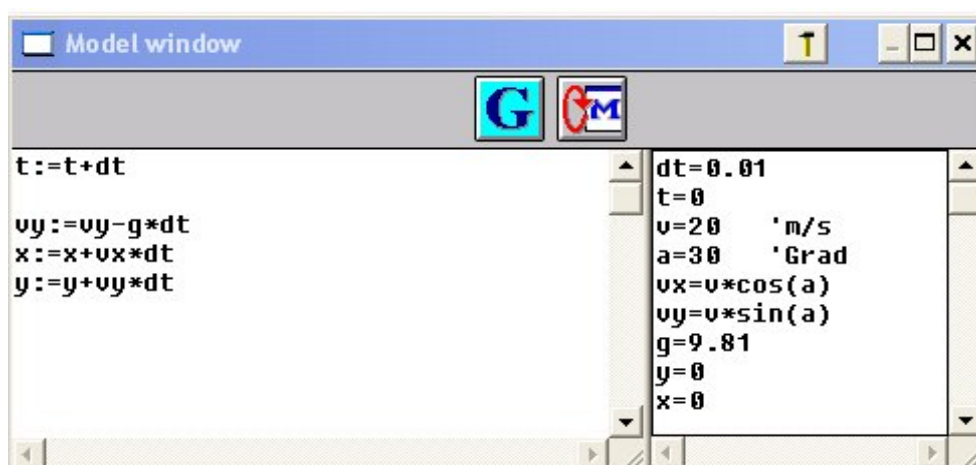 Model window
G M
t:=t+dt
vy:=vy-g*dt
x:=x+vx*dt
y:=y+vy*dt
dt=0.01
t=0
v=20 'm/s
a=30 'Grad
vx=v*cos(a)
vy=v*sin(a)
g=9.81
y=0
x=0